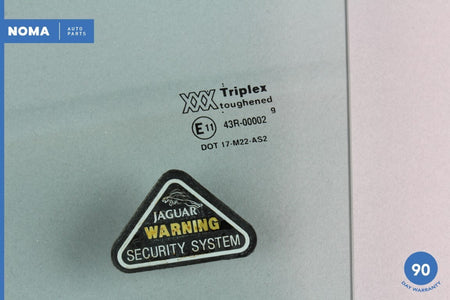 NOMA AUTO PARTS
XXX Triplex
toughened
9
E11 43R-00002
DOT 17-M22-AS2
JAGUAR
WARNING
SECURITY SYSTEM
90
DAY WARRANTY